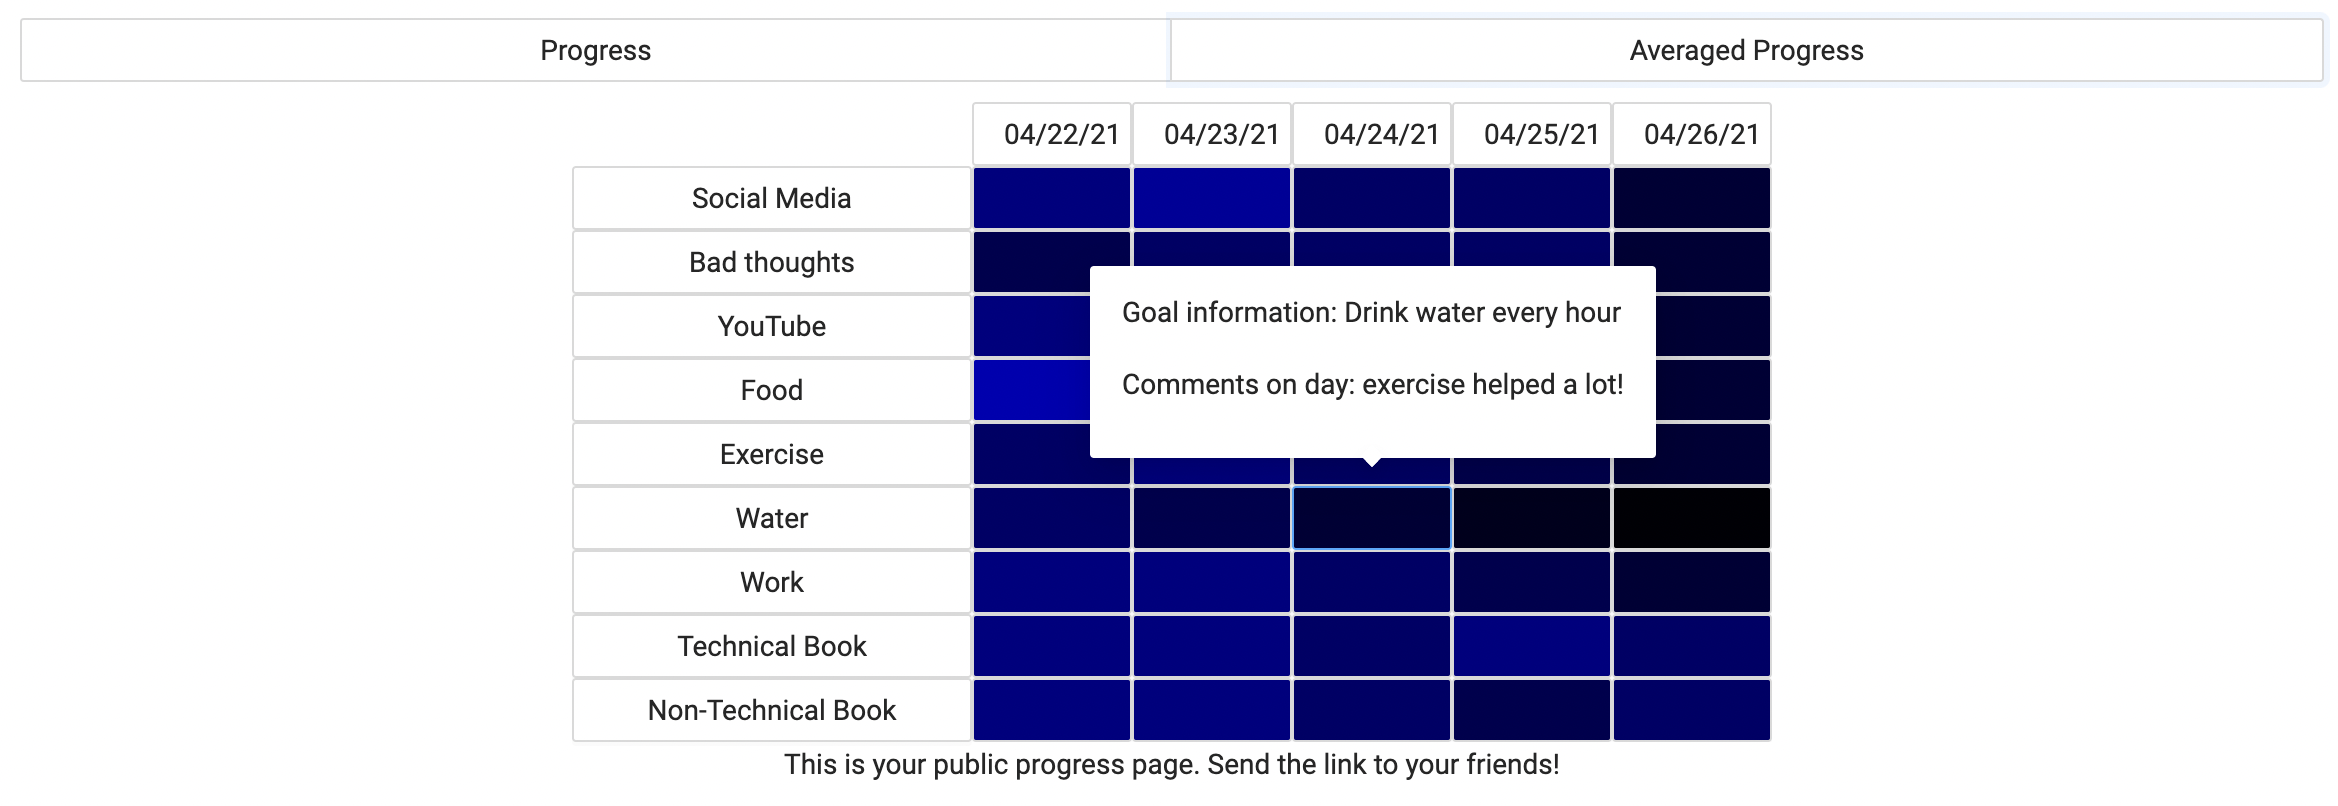 Progress
Averaged Progress
04/22/21 04/23/21 04/24/21 04/25/21 04/26/21
Social Media
Bad thoughts
YouTube
Goal information: Drink water every hour
Food
Comments on day: exercise helped a lot!
Exercise
Water
Work
Technical Book
Non-Technical Book
This is your public progress page. Send the link to your friends!